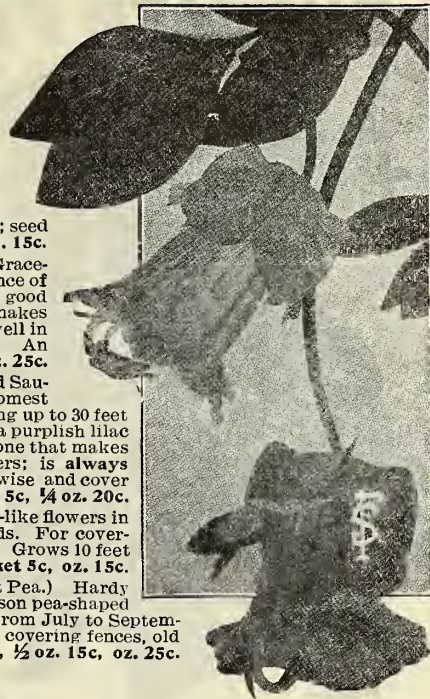 ; seed
. 15c.
Grace-
nce of
good
makes
well in
An
z. 25c.
d Sau-
omest
ng up to 30 feet
a purplish lilac
one that makes
ers; is always
wise and cover
5c, ¼ oz. 20c.
-like flowers in
ds. For cover-
Grows 10 feet
ket 5c, oz. 15c.
t Pea.) Hardy
son pea-shaped
from July to Septem-
covering fences, old
, ½ oz. 15c, oz. 25c.